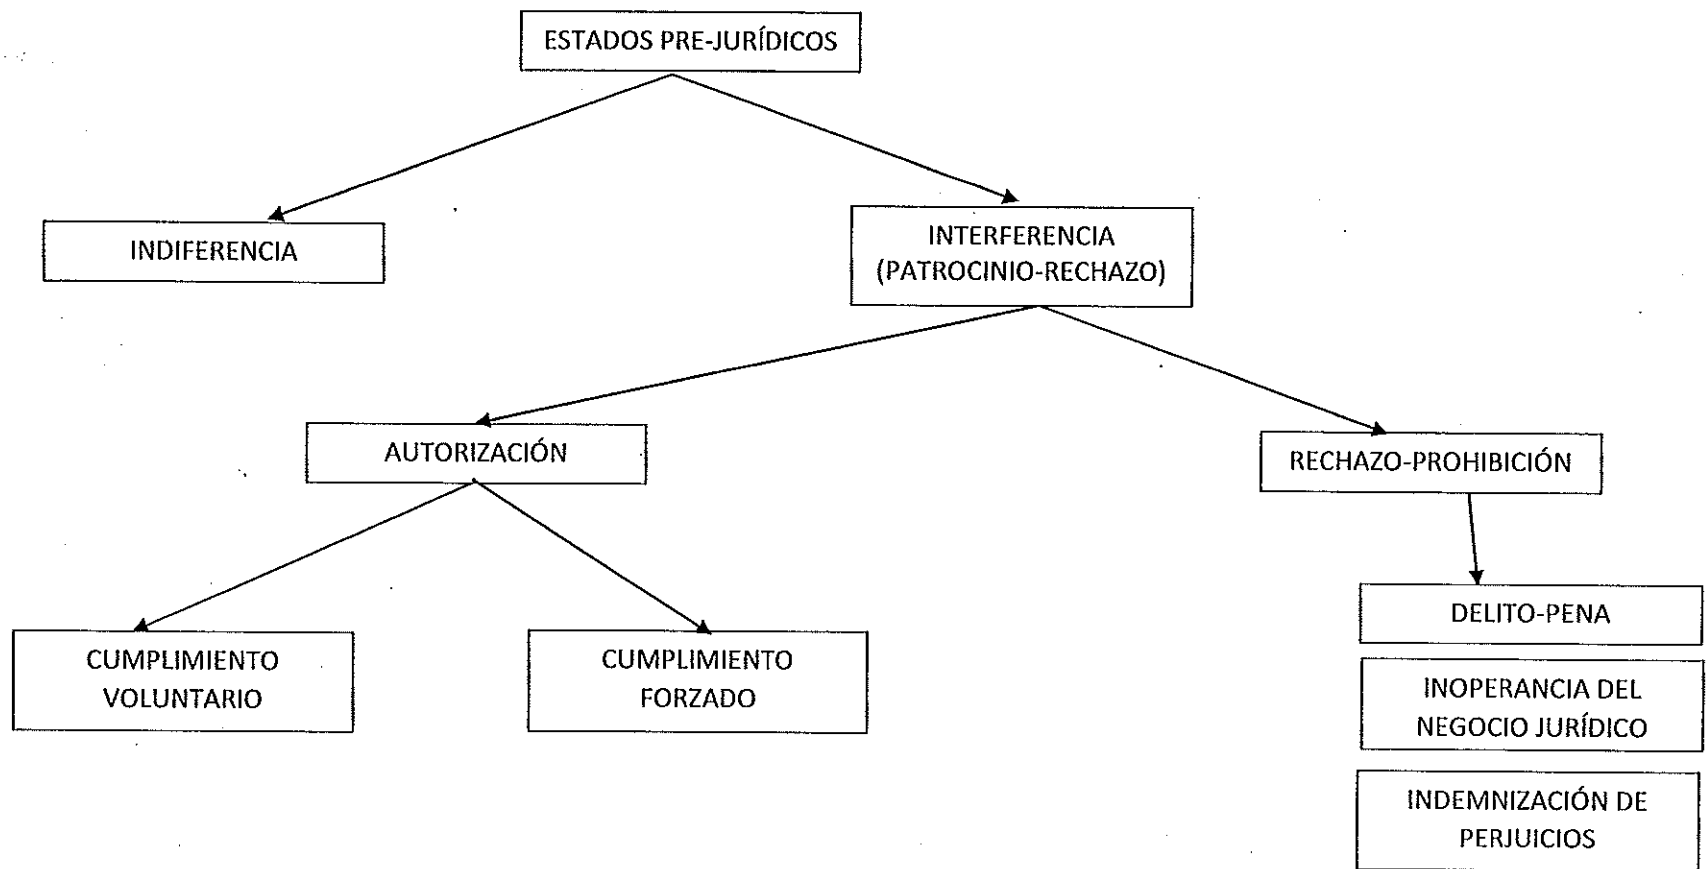 ESTADOS PRE-JURÍDICOS
INDIFERENCIA
INTERFERENCIA
(PATROCINIO-RECHAZO)
AUTORIZACIÓN
RECHAZO-PROHIBICIÓN
CUMPLIMIENTO
VOLUNTARIO
CUMPLIMIENTO
FORZADO
DELITO-PENA
INOPERANCIA DEL
NEGOCIO JURÍDICO
INDEMNIZACIÓN DE
PERJUICIOS